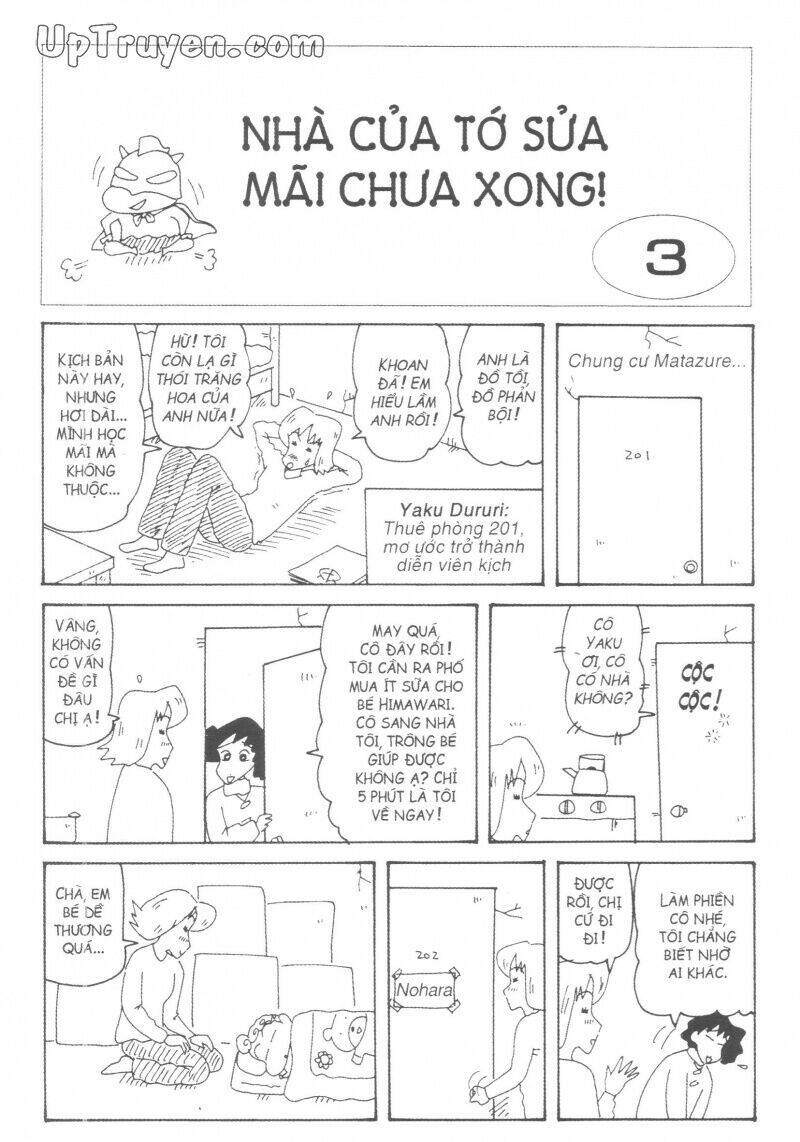 UpTruyen.com
NHÀ CỦA TỚ SỬA
MÃI CHƯA XONG!
3
Chung cư Matazure...
201
ANH LÀ
ĐỒ TỒI,
ĐỒ PHẢN
BỘI!
KHOAN
ĐÃ! EM
HIỂU LẦM
ANH RỒI!
HỪ! TÔI
CÒN LẠ GÌ
THÓI TRĂNG
HOA CỦA
ANH NỮA!
KỊCH BẢN
NÀY HAY,
NHƯNG
HƠI DÀI...
MÌNH HỌC
MÃI MÀ
KHÔNG
THUỘC...
Yaku Dururi:
Thuê phòng 201,
mơ ước trở thành
diễn viên kịch
CỘC
CỘC!
CÔ
YAKU
ƠI, CÔ
CÓ NHÀ
KHÔNG?
MAY QUÁ,
CÔ ĐÂY RỒI!
TÔI CẦN RA PHỐ
MUA ÍT SỮA CHO
BÉ HIMAWARI.
CÔ SANG NHÀ
TÔI, TRÔNG BÉ
GIÚP ĐƯỢC
KHÔNG Ạ? CHỈ
5 PHÚT LÀ TÔI
VỀ NGAY!
VÂNG,
KHÔNG
CÓ VẤN
ĐỀ GÌ
ĐÂU
CHỊ Ạ!
LÀM PHIỀN
CÔ NHÉ,
TÔI CHẲNG
BIẾT NHỜ
AI KHÁC.
ĐƯỢC
RỒI, CHỊ
CỨ ĐI
ĐI!
202
Nohara
CHÀ, EM
BÉ DỄ
THƯƠNG
QUÁ...